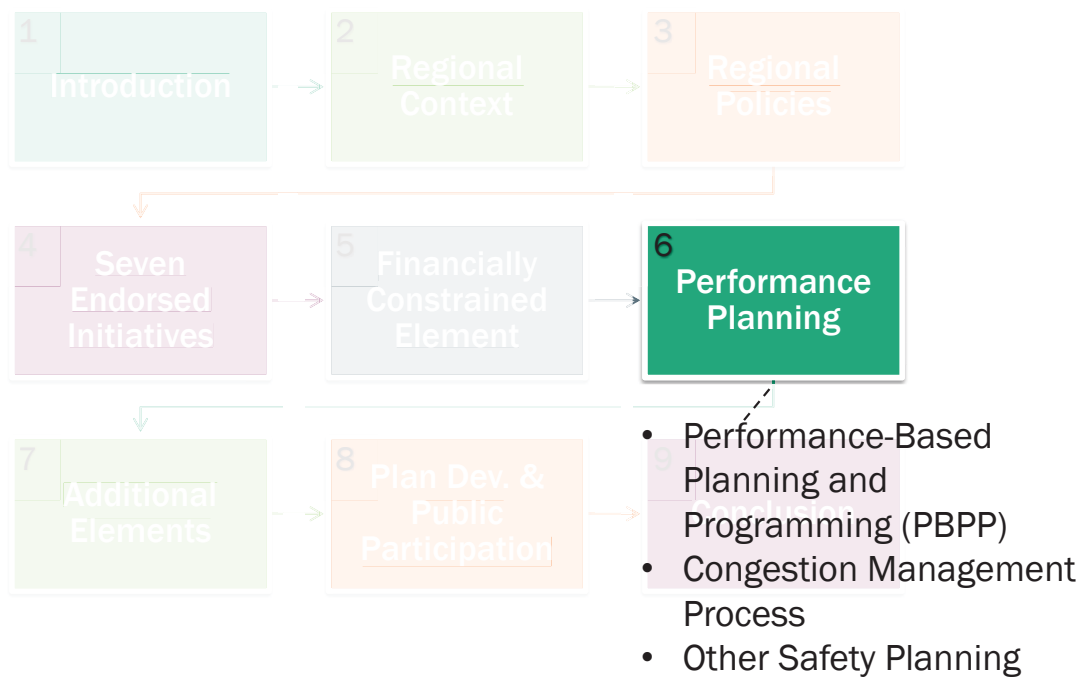 1
Introduction
2
Regional
Context
3
Regional
Policies
4
Seven
Endorsed
Initiatives
5
Financially
Constrained
Element
6
Performance
Planning
7
Additional
Elements
8
Plan Dev. &
Public
Participation
9
Conclusion
• Performance-Based
Planning and
Programming (PBPP)
• Congestion Management
Process
• Other Safety Planning